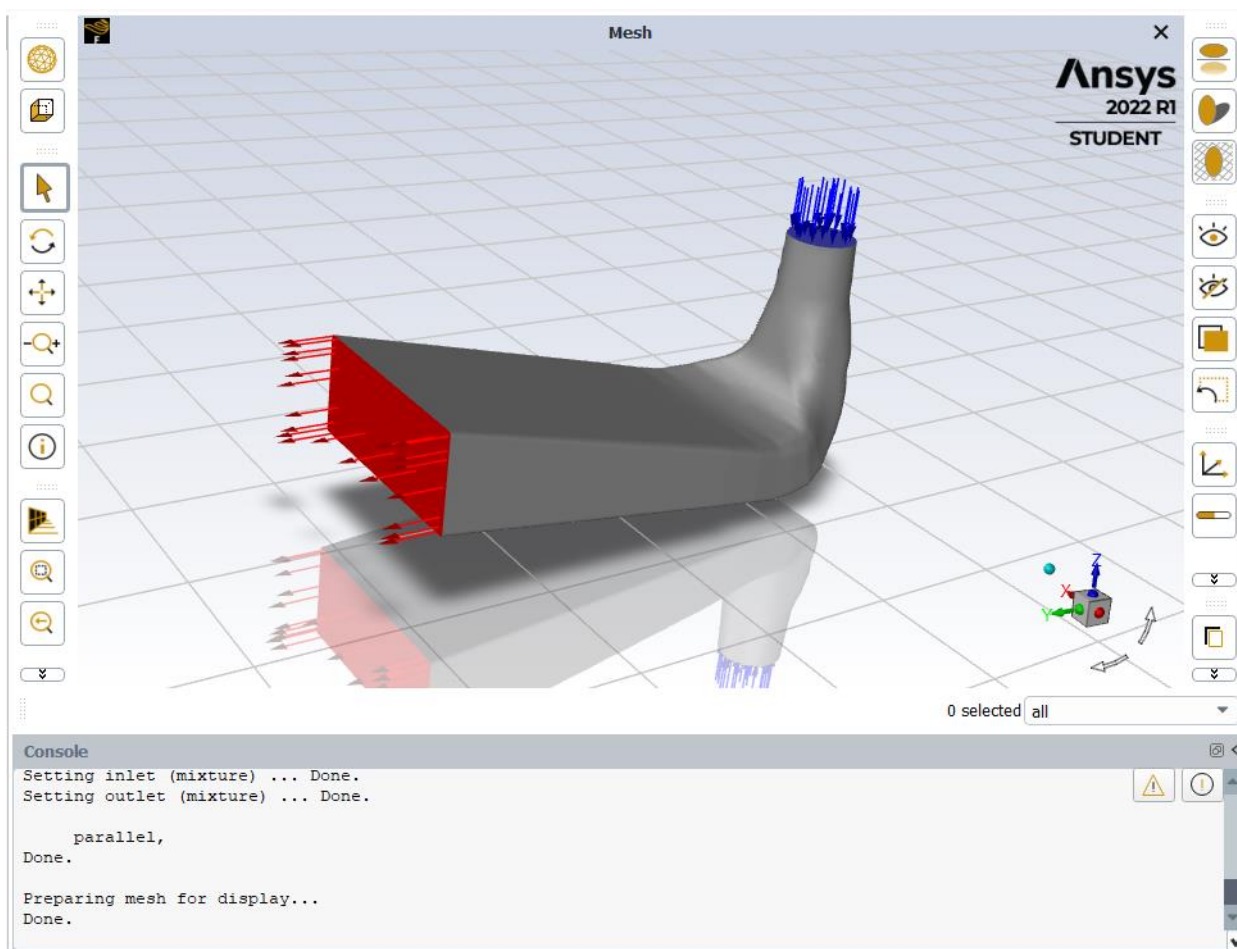 F
Mesh
Ansys
2022 R1
STUDENT
Z
X
Y
0 selected all
Console
Setting inlet (mixture) ... Done.
Setting outlet (mixture) ... Done.
parallel,
Done.
Preparing mesh for display...
Done.